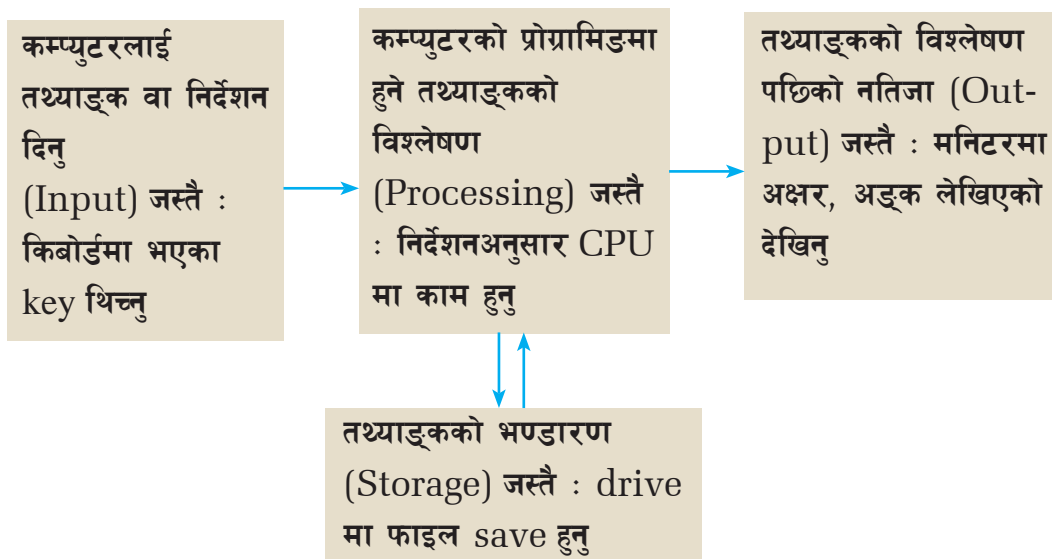 कम्प्युटरलाई
तथ्याङ्क वा निर्देशन
दिनु
(Input) जस्तै :
किबोर्डमा भएका
key थिच्नु
कम्प्युटरको प्रोग्रामिङमा
हुने तथ्याङ्कको
विश्लेषण
(Processing) जस्तै
: निर्देशनअनुसार CPU
मा काम हुनु
तथ्याङ्कको विश्लेषण
पछिको नतिजा (Out-
put) जस्तै : मनिटरमा
अक्षर, अङ्क लेखिएको
देखिनु
तथ्याङ्कको भण्डारण
(Storage) जस्तै : drive
मा फाइल save हुनु